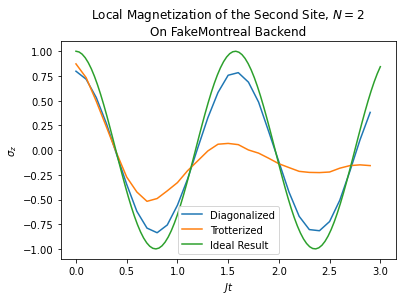 Local Magnetization of the Second Site, N = 2
On FakeMontreal Backend
1.00
0.75
0.50
0.25
0.00
−0.25
−0.50
−0.75
−1.00
σz
Diagonalized
Trotterized
Ideal Result
0.0 0.5 1.0 1.5 2.0 2.5 3.0
Jt